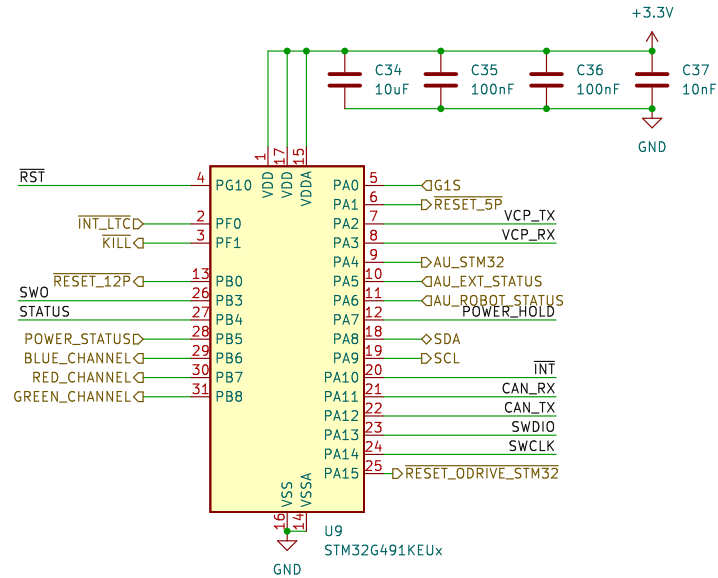 +3.3V
C34
10uF
C35
100nF
C36
100nF
C37
10nF
GND
1
17
15
VDD
VDD
VDDA
RST
4
PG10
INT_LTC
2
PF0
KILL
3
PF1
RESET_12P
13
PB0
SWO
26
PB3
STATUS
27
PB4
POWER_STATUS
28
PB5
BLUE_CHANNEL
29
PB6
RED_CHANNEL
30
PB7
GREEN_CHANNEL
31
PB8
PA0
5
G1S
PA1
6
RESET_5P
PA2
7
VCP_TX
PA3
8
VCP_RX
PA4
9
AU_STM32
PA5
10
AU_EXT_STATUS
PA6
11
AU_ROBOT_STATUS
PA7
12
POWER_HOLD
PA8
18
SDA
PA9
19
SCL
PA10
20
INT
PA11
21
CAN_RX
PA12
22
CAN_TX
PA13
23
SWDIO
PA14
24
SWCLK
PA15
25
RESET_ODRIVE_STM32
VSS
VSSA
16
14
U9
STM32G491KEUx
GND